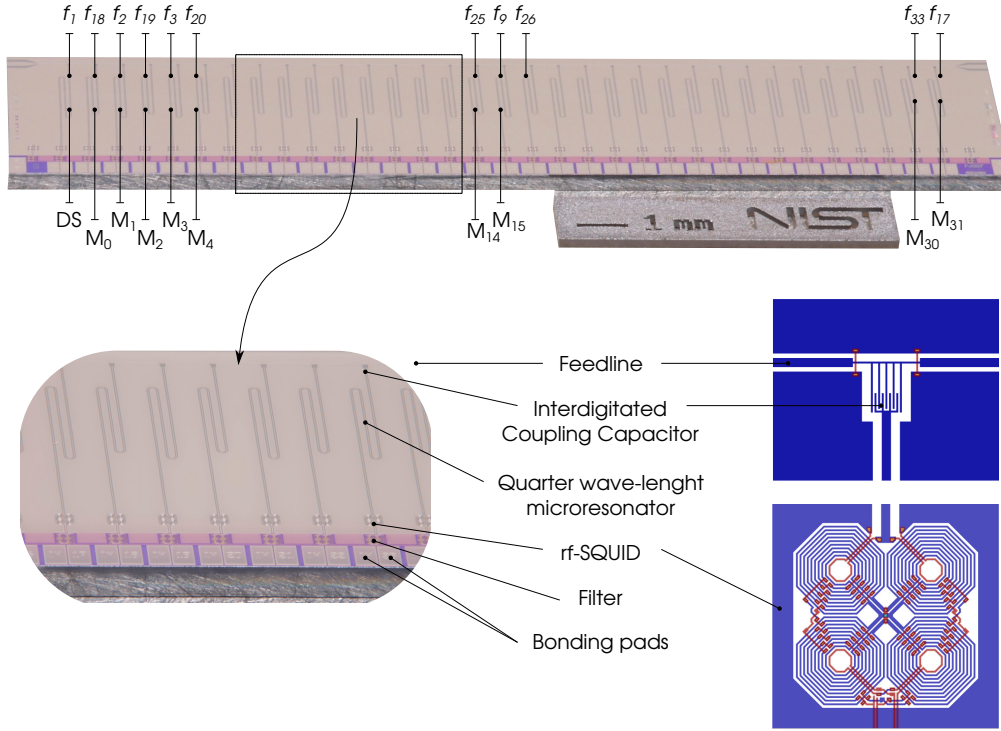 f1 f18 f2 f19 f3 f20 f25 f9 f26 f33 f17
DS M0 M1 M2 M3 M4 M14 M15 M30 M31
1 mm NIST
Feedline
Interdigitated
Coupling Capacitor
Quarter wave-lenght
microresonator
rf-SQUID
Filter
Bonding pads